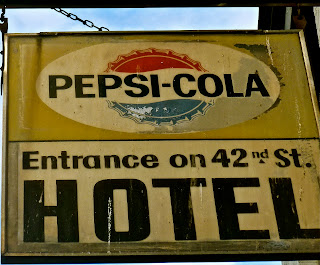 PEPSI-COLA
Entrance on 42nd St.
HOTEL